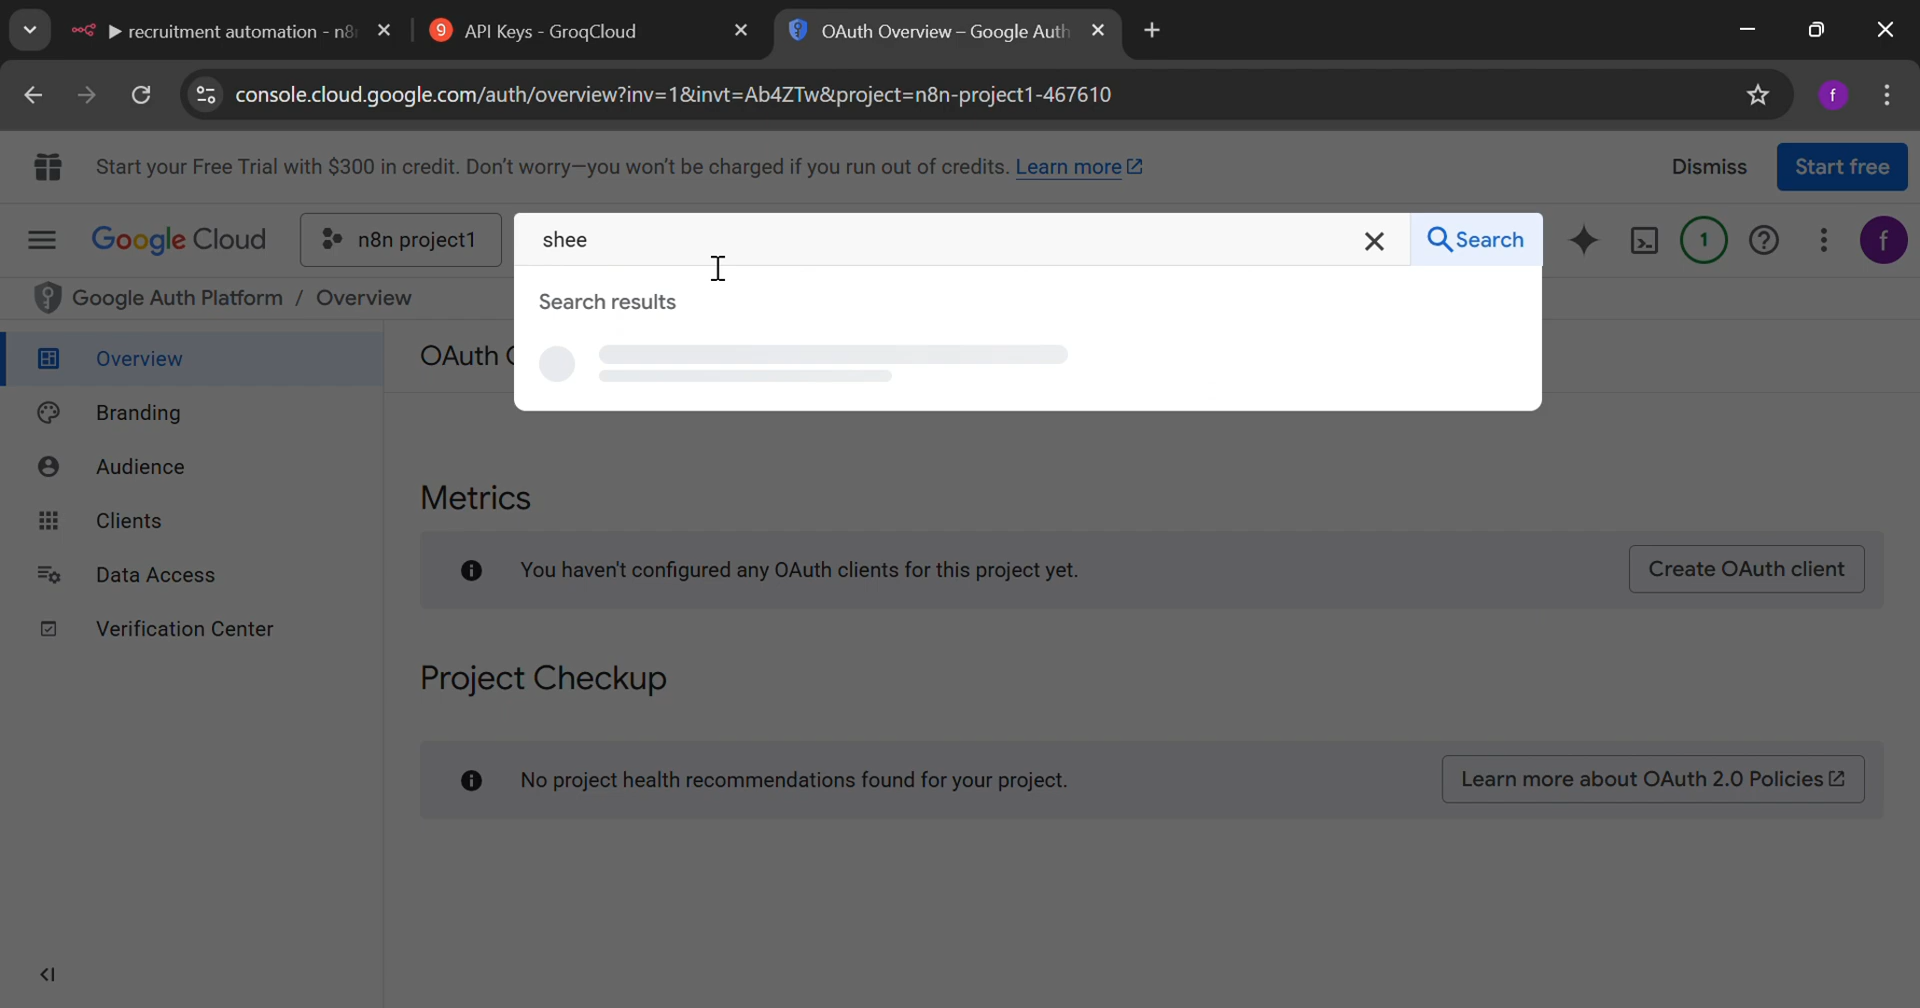 ▶ recruitment automation - n8
API Keys - GroqCloud
OAuth Overview – Google Auth
console.cloud.google.com/auth/overview?inv=1&invt=Ab4ZTw&project=n8n-project1-467610
Start your Free Trial with $300 in credit. Don't worry—you won't be charged if you run out of credits. Learn more
Dismiss
Start free
Google Cloud
n8n project1
shee
Search
1
f
Google Auth Platform / Overview
Search results
Overview
Branding
Audience
Clients
Data Access
Verification Center
OAuth
Metrics
You haven't configured any OAuth clients for this project yet.
Create OAuth client
Project Checkup
No project health recommendations found for your project.
Learn more about OAuth 2.0 Policies